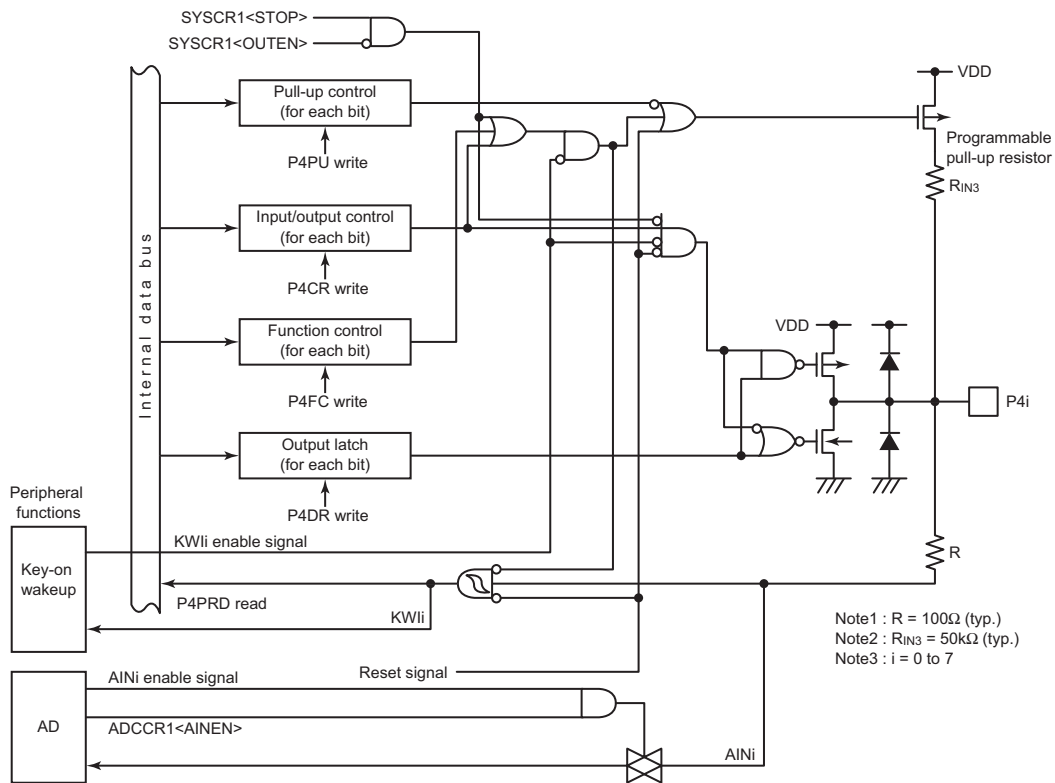 SYSCR1<STOP>
SYSCR1<OUTEN>
VDD
Pull-up control
(for each bit)
P4PU write
Programmable
pull-up resistor
RIN3
Internal data bus
Input/output control
(for each bit)
P4CR write
Function control
(for each bit)
P4FC write
VDD
P4i
Output latch
(for each bit)
P4DR write
Peripheral
functions
Key-on
wakeup
KWIi enable signal
R
P4PRD read
KWIi
Note1 : R = 100Ω (typ.)
Note2 : RIN3 = 50kΩ (typ.)
Note3 : i = 0 to 7
Reset signal
AD
AINi enable signal
ADCCR1<AINEN>
AINi